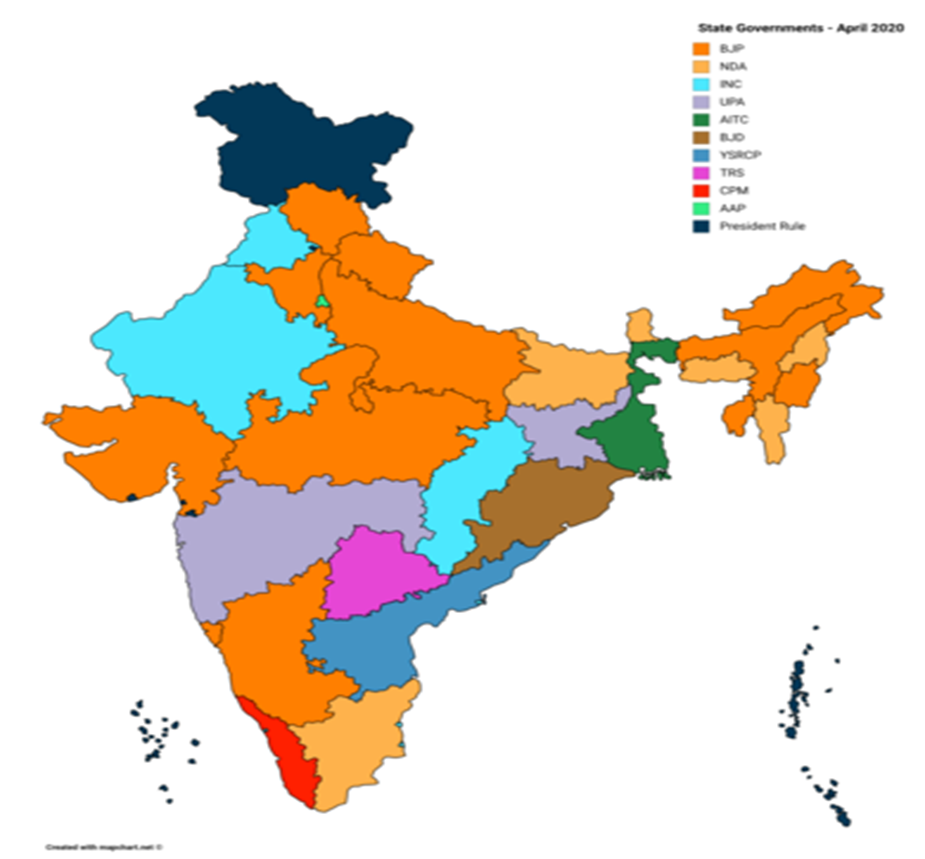 State Governments - April 2020
BJP
NDA
INC
UPA
AITC
BJD
YSRCP
TRS
CPM
AAP
President Rule
Created with mapchart.net ©